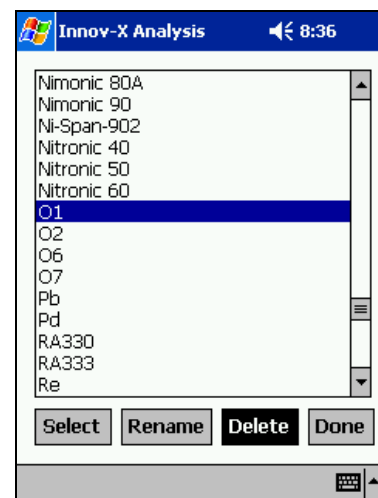 Innov-X Analysis 8:36
Nimonic 80A
Nimonic 90
Ni-Span-902
Nitronic 40
Nitronic 50
Nitronic 60
O1
O2
O6
O7
Pb
Pd
RA330
RA333
Re
Select Rename Delete Done